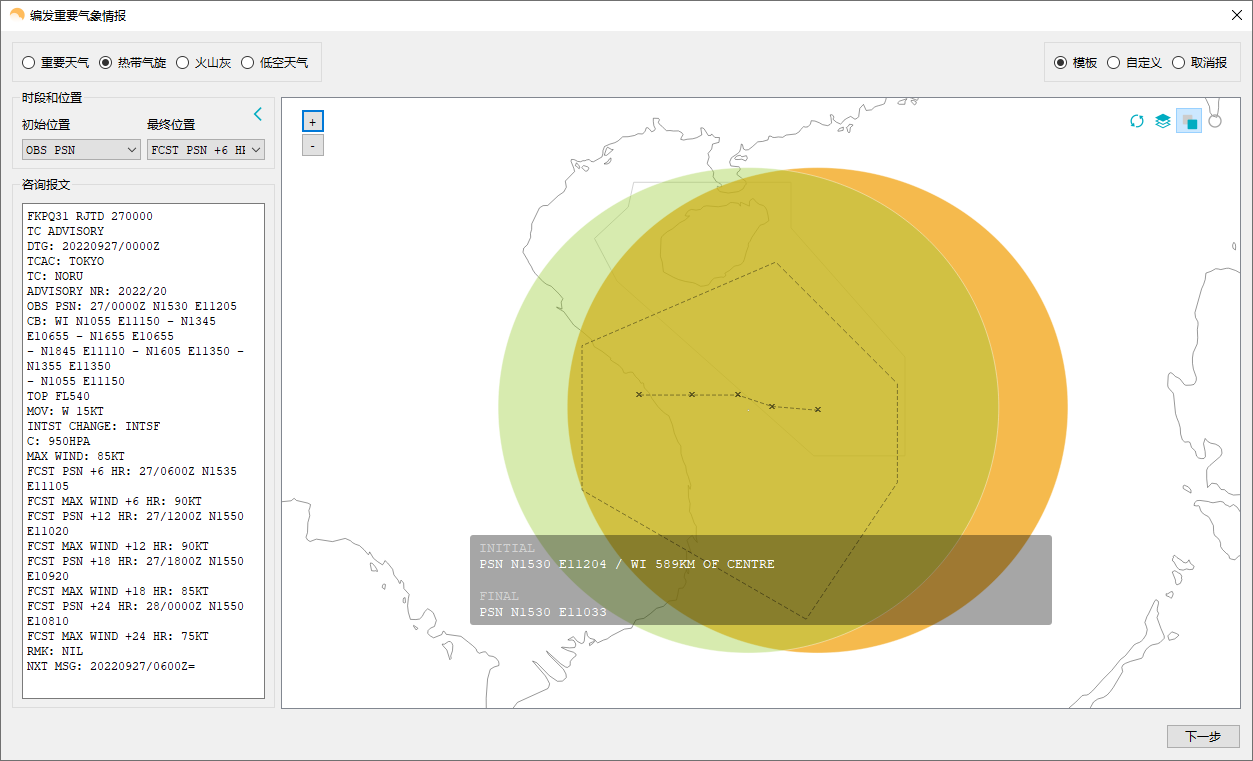 编发重要气象情报
重要天气 热带气旋 火山灰 低空天气
模板 自定义 取消报
时段和位置
初始位置 最终位置
OBS PSN FCST PSN +6 HR
咨询报文
FKPQ31 RJTD 270000
TC ADVISORY
DTG: 20220927/0000Z
TCAC: TOKYO
TC: NORU
ADVISORY NR: 2022/20
OBS PSN: 27/0000Z N1530 E11205
CB: WI N1055 E11150 - N1345
E10655 - N1655 E10655
- N1845 E11110 - N1605 E11350 -
N1355 E11350
- N1055 E11150
TOP FL540
MOV: W 15KT
INTST CHANGE: INTSF
C: 950HPA
MAX WIND: 85KT
FCST PSN +6 HR: 27/0600Z N1535
E11105
FCST MAX WIND +6 HR: 90KT
FCST PSN +12 HR: 27/1200Z N1550
E11020
FCST MAX WIND +12 HR: 90KT
FCST PSN +18 HR: 27/1800Z N1550
E10920
FCST MAX WIND +18 HR: 85KT
FCST PSN +24 HR: 28/0000Z N1550
E10810
FCST MAX WIND +24 HR: 75KT
RMK: NIL
NXT MSG: 20220927/0600Z=
+
-
INITIAL
PSN N1530 E11204 / WI 589KM OF CENTRE
FINAL
PSN N1530 E11033
下一步